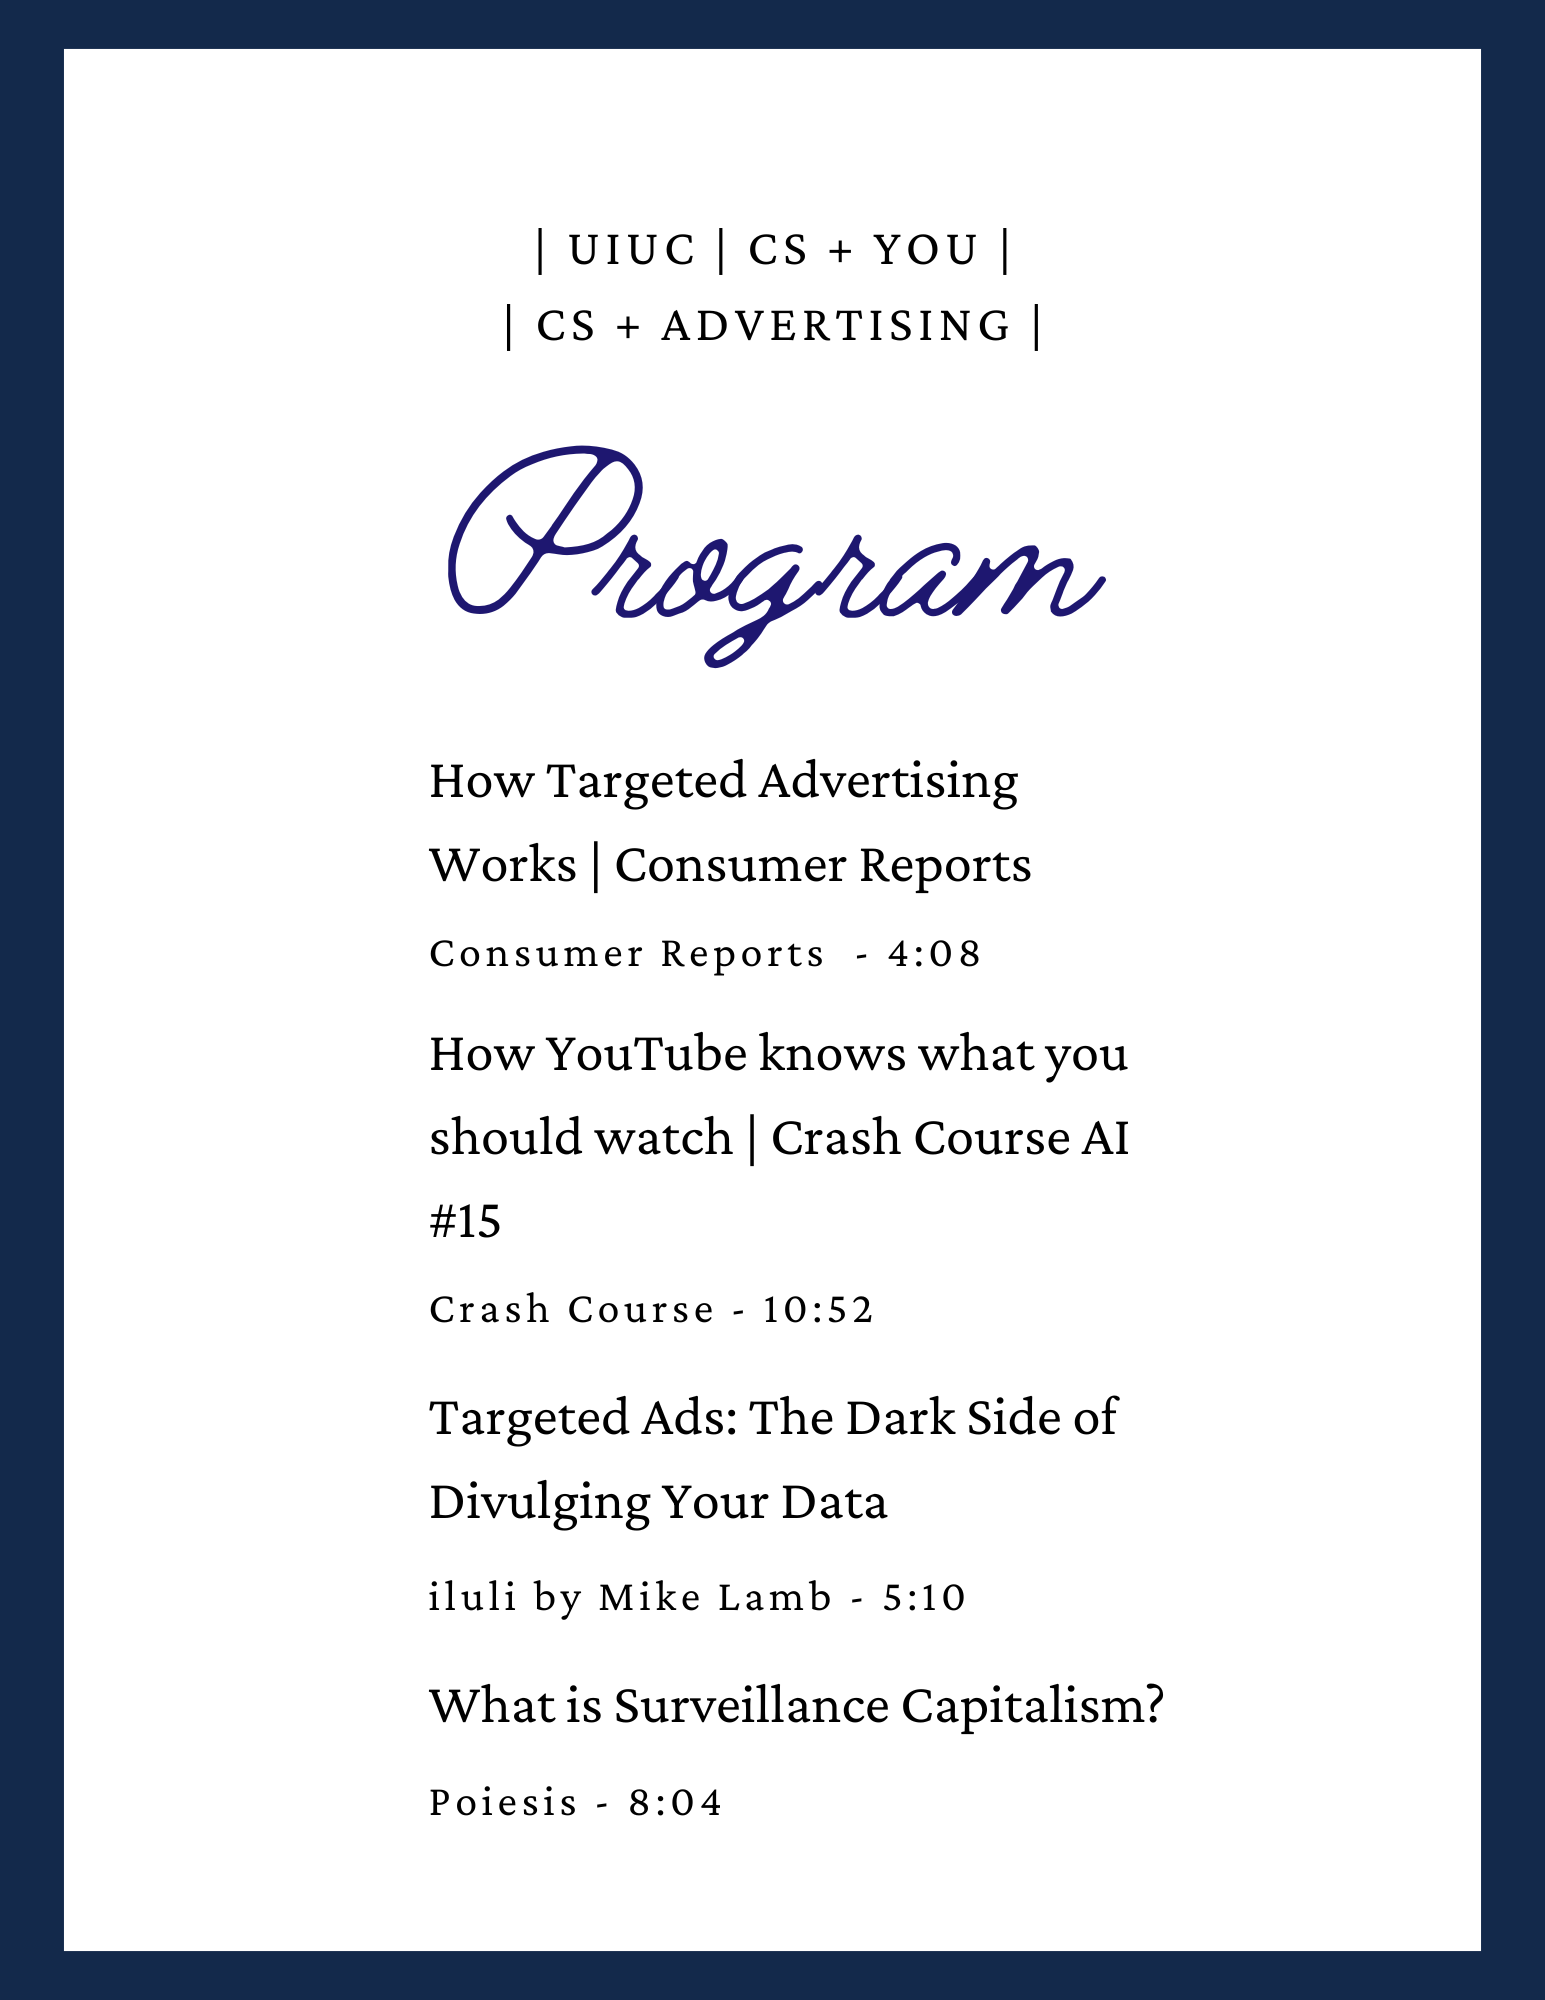 | UIUC | CS + YOU |
| CS + ADVERTISING |
Program
How Targeted Advertising
Works | Consumer Reports
Consumer Reports  - 4:08
How YouTube knows what you
should watch | Crash Course AI
#15
Crash Course - 10:52
Targeted Ads: The Dark Side of
Divulging Your Data
iluli by Mike Lamb - 5:10
What is Surveillance Capitalism?
Poiesis - 8:04